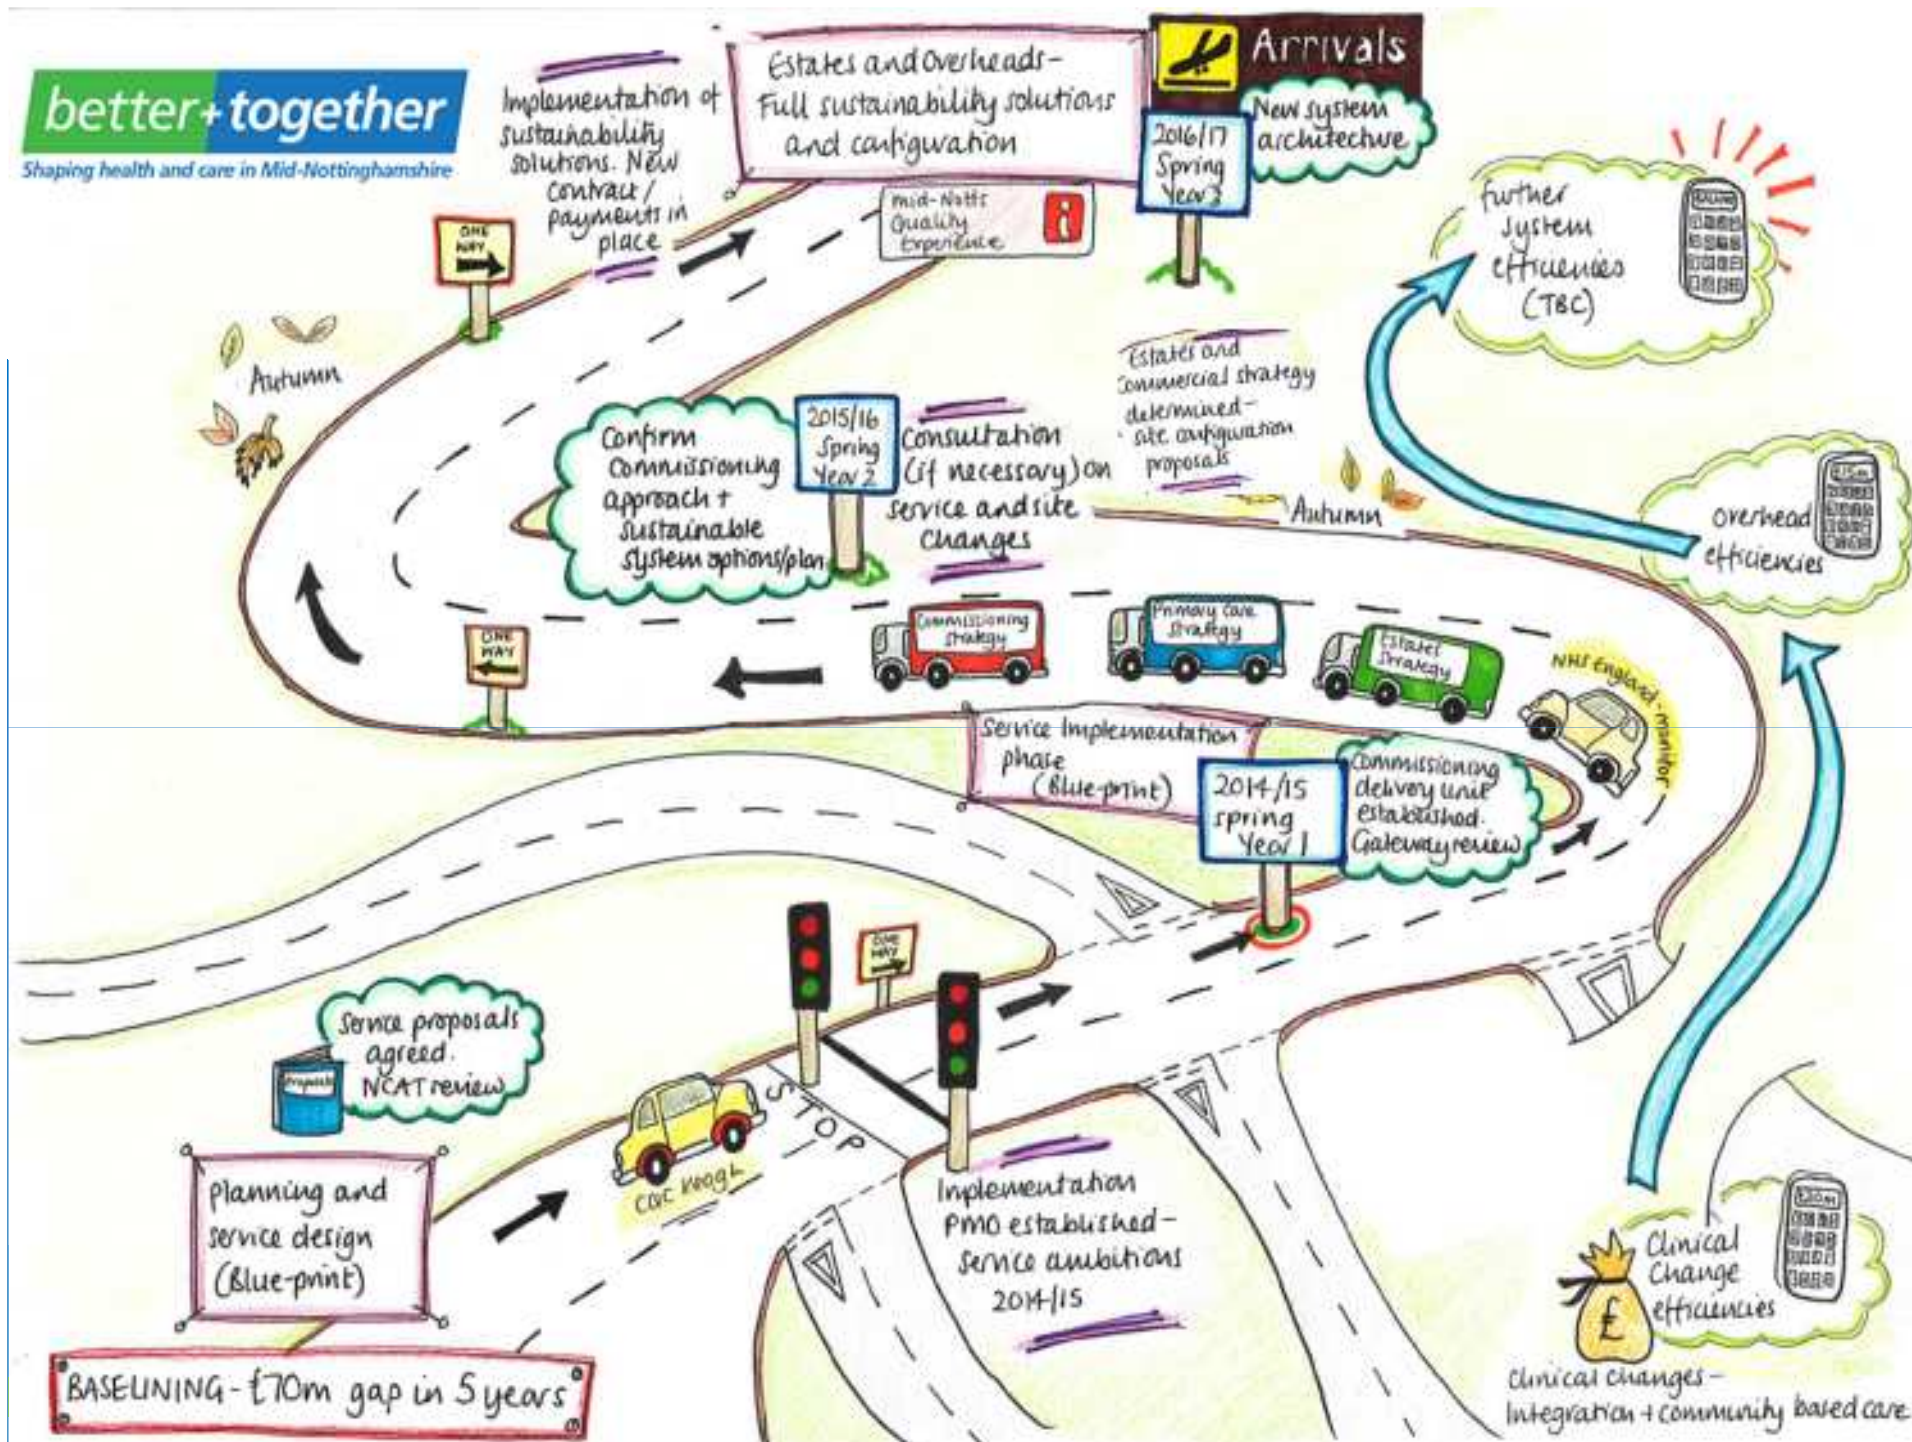 better+together
Shaping health and care in Mid-Nottinghamshire
Implementation of
sustainability
solutions. New
contract/
payments in
place
Estates and Overheads-
Full sustainability solutions
and configuration
Arrivals
New system
architecture
2016/17
Spring
Year 3
mid-Notts
Quality
Experience
i
ONE
WAY
Autumn
further
system
efficiencies
(TBC)
Estates and
Commercial strategy
determined-
site configuration
proposals
Autumn
Confirm
Commissioning
approach +
sustainable
system options/plan
2015/16
Spring
Year 2
Consultation
(if necessary) on
service and site
changes
£15m
overhead
efficiencies
ONE
WAY
Commissioning
strategy
Primary Care
Strategy
Estates
Strategy
NHS England - monitor
Service Implementation
phase
(Blue-print)
2014/15
spring
Year 1
Commissioning
delivery unit
established.
Gateway review
ONE
WAY
Service proposals
agreed.
NCAT review
Proposals
STOP
CQC Keogh
planning and
service design
(Blue-print)
Implementation
PMO established-
service ambitions
2014/15
Clinical
Change
efficiencies
£
Clinical changes-
Integration + community based care
BASELINING - £70m gap in 5 years